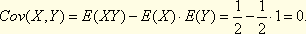 Cov(X,Y) = E(XY) − E(X)·E(Y) = 1/2 − 1/2·1 = 0.